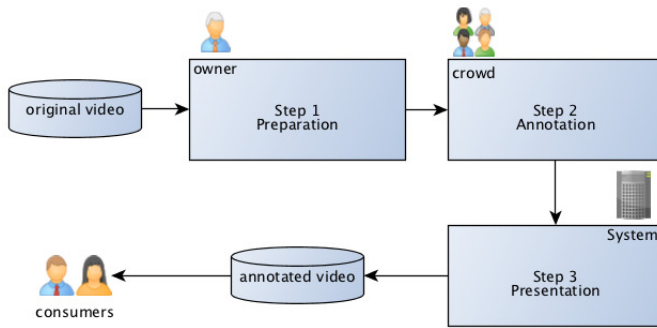 owner
crowd
original video
Step 1
Preparation
Step 2
Annotation
System
annotated video
Step 3
Presentation
consumers